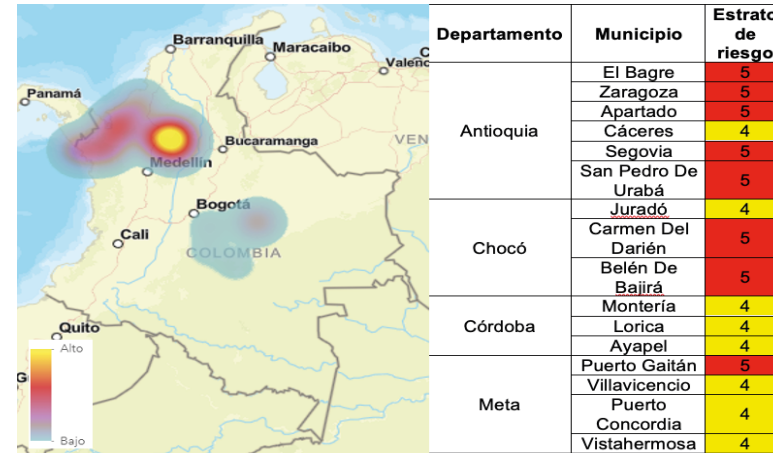 Barranquilla
Maracaibo
Panamá
Bucaramanga
Medellín
Bogotá
Cali
COLOMBIA
Quito
Alto
Bajo
Departamento Municipio Estrato de riesgo
Antioquia
El Bagre 5
Zaragoza 5
Apartado 5
Cáceres 4
Segovia 5
San Pedro De
Urabá 5
Chocó
Juradó 4
Carmen Del
Darién 5
Belén De
Bajirá 5
Córdoba
Montería 4
Lorica 4
Ayapel 4
Meta
Puerto Gaitán 5
Villavicencio 4
Puerto
Concordia 4
Vistahermosa 4